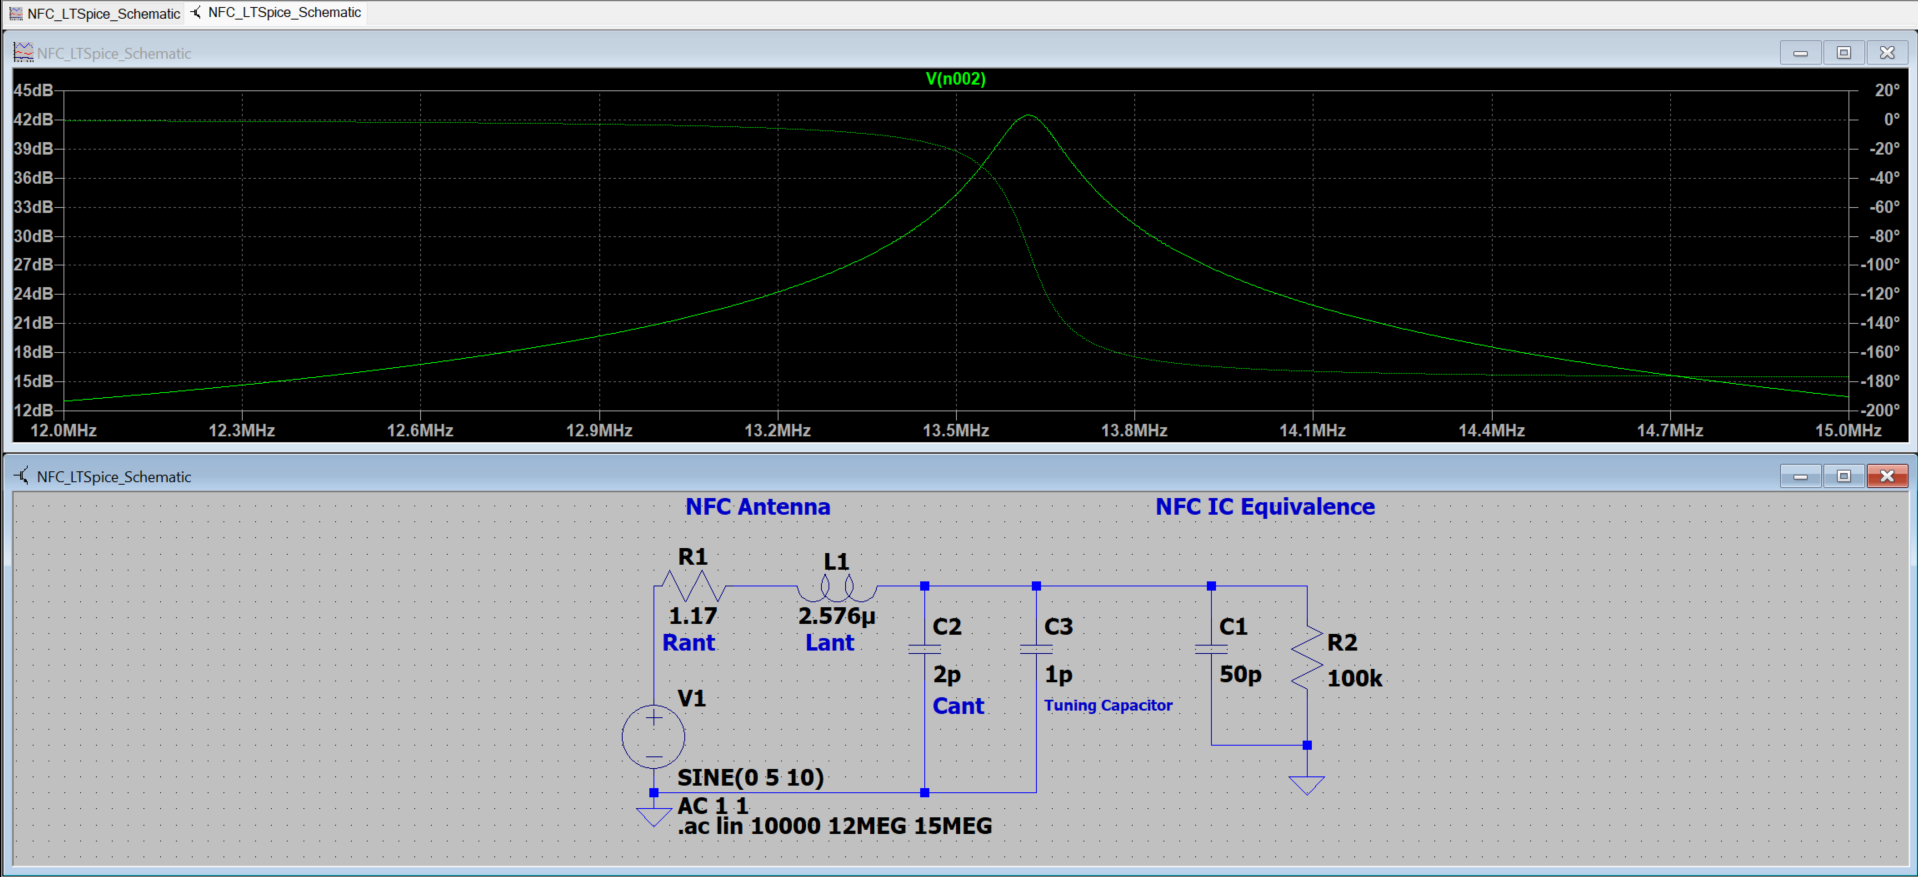 NFC_LTSpice_Schematic NFC_LTSpice_Schematic
NFC_LTSpice_Schematic
V(n002)
45dB 20°
42dB 0°
39dB -20°
36dB -40°
33dB -60°
30dB -80°
27dB -100°
24dB -120°
21dB -140°
18dB -160°
15dB -180°
12dB -200°
12.0MHz 12.3MHz 12.6MHz 12.9MHz 13.2MHz 13.5MHz 13.8MHz 14.1MHz 14.4MHz 14.7MHz 15.0MHz
NFC_LTSpice_Schematic
NFC Antenna NFC IC Equivalence
R1 L1
1.17 2.576µ
Rant Lant
C2 C3 C1 R2
2p 1p 50p 100k
Cant Tuning Capacitor
V1
SINE(0 5 10)
AC 1 1
.ac lin 10000 12MEG 15MEG